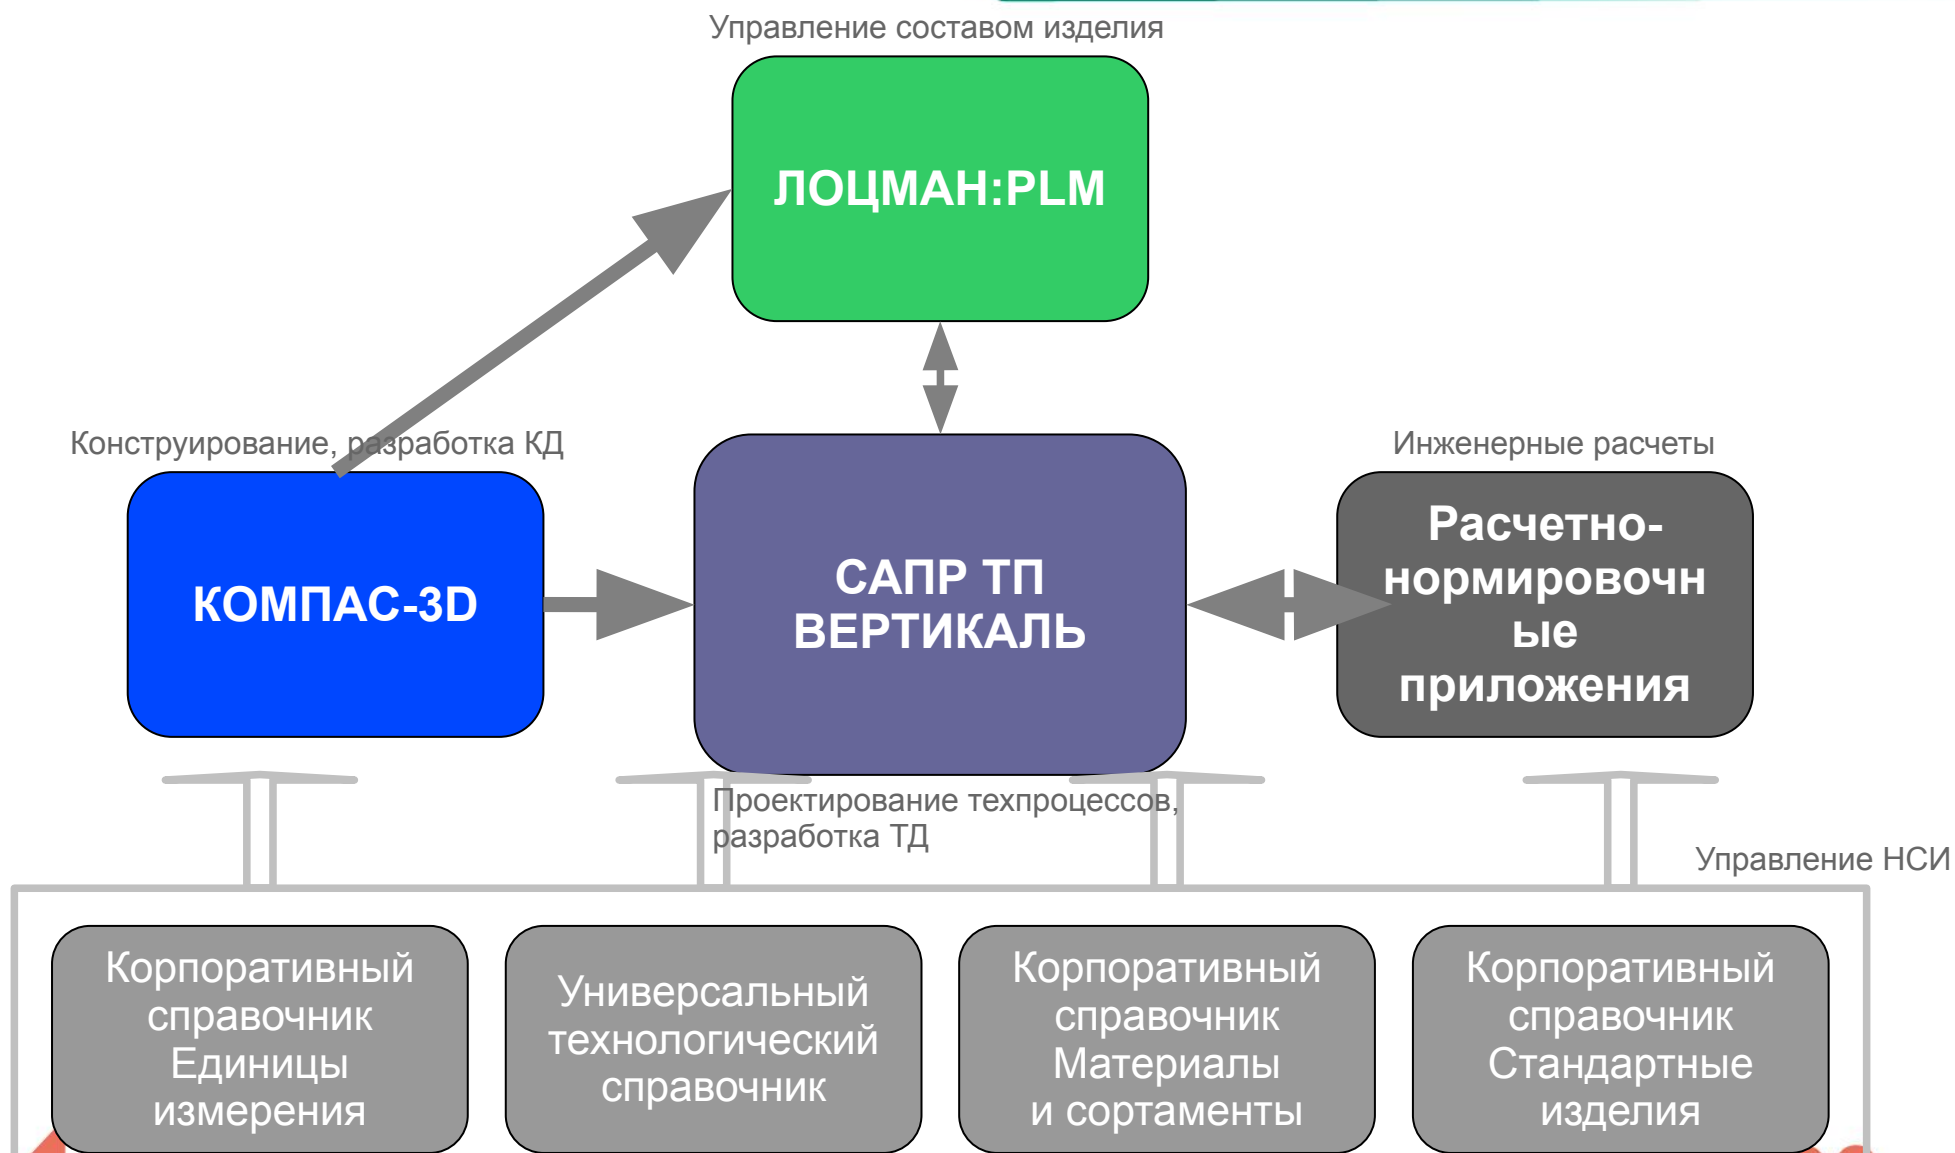 Управление составом изделия
ЛОЦМАН:PLM
Конструирование, разработка КД
КОМПАС-3D
САПР ТП
ВЕРТИКАЛЬ
Инженерные расчеты
Расчетно-
нормировочн
ые
приложения
Проектирование техпроцессов,
разработка ТД
Управление НСИ
Корпоративный
справочник
Единицы
измерения
Универсальный
технологический
справочник
Корпоративный
справочник
Материалы
и сортаменты
Корпоративный
справочник
Стандартные
изделия